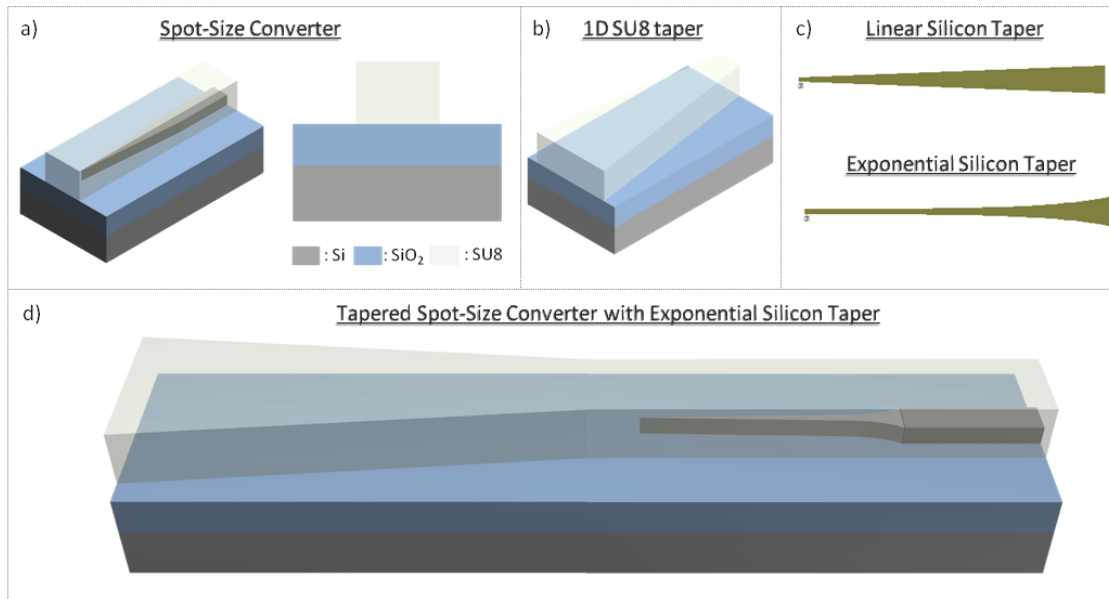 a)
Spot-Size Converter
: Si
: SiO₂
: SU8
b)
1D SU8 taper
c)
Linear Silicon Taper
Exponential Silicon Taper
d)
Tapered Spot-Size Converter with Exponential Silicon Taper